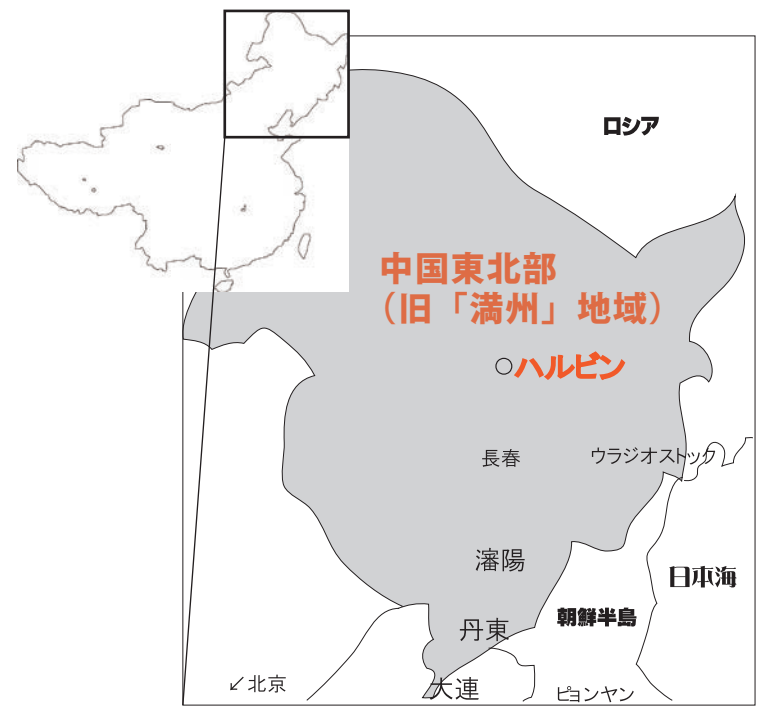 ロシア
中国東北部
（旧「満州」地域）
ハルビン
長春
ウラジオストック
瀋陽
日本海
朝鮮半島
丹東
↙北京
大連
ピョンヤン